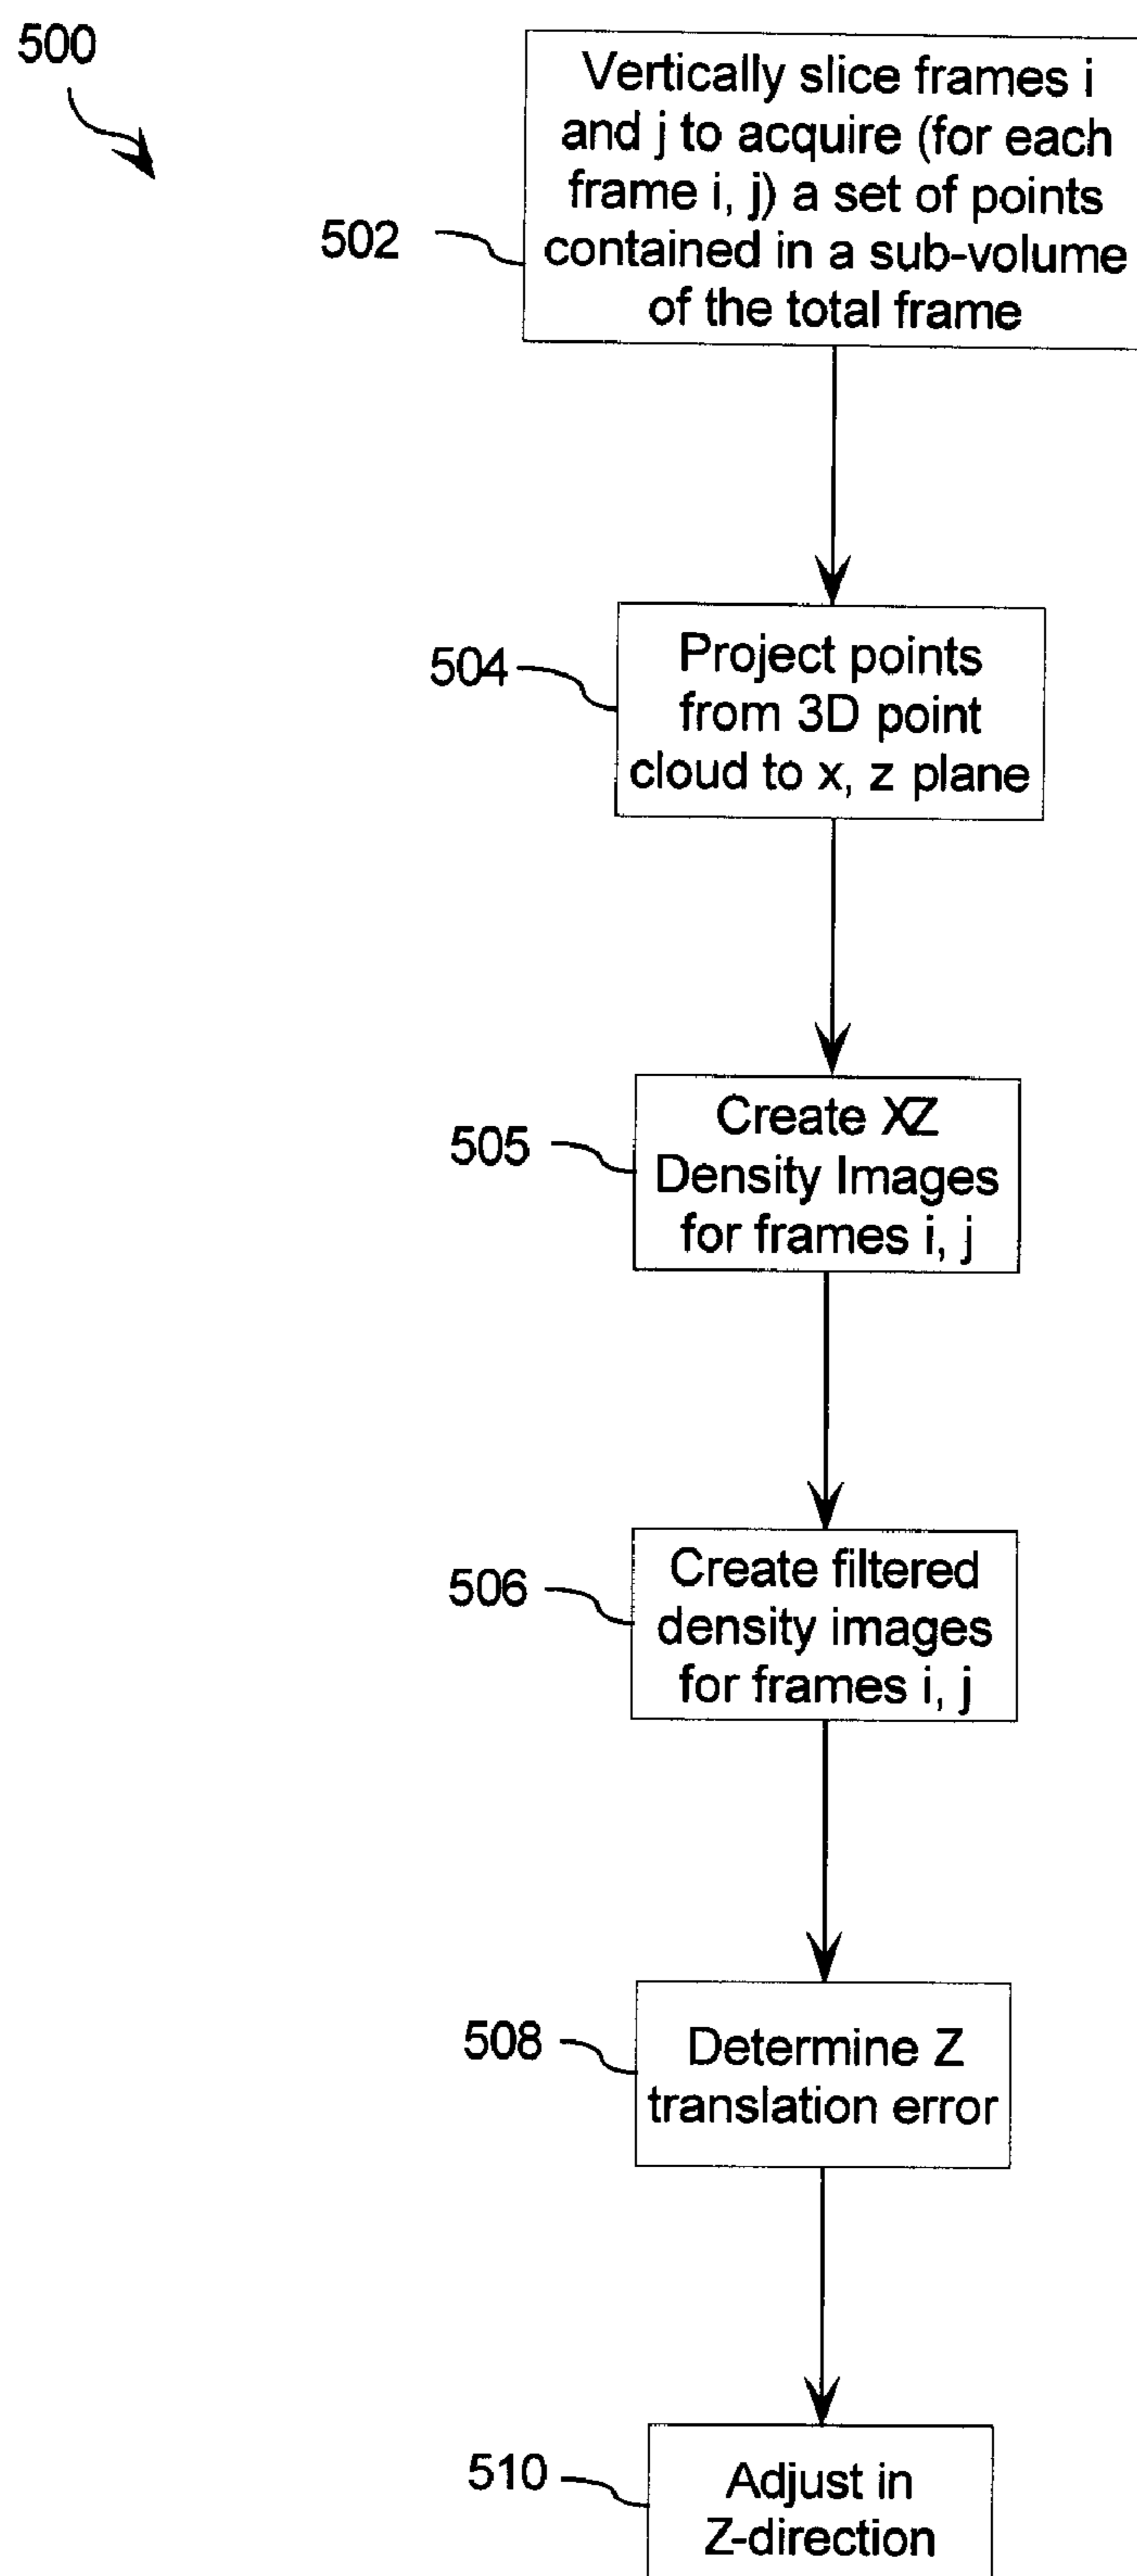 500
Vertically slice frames i
and j to acquire (for each
frame i, j) a set of points
contained in a sub-volume
of the total frame
502
504
Project points
from 3D point
cloud to x, z plane
505
Create XZ
Density Images
for frames i, j
506
Create filtered
density images
for frames i, j
508
Determine Z
translation error
510
Adjust in
Z-direction